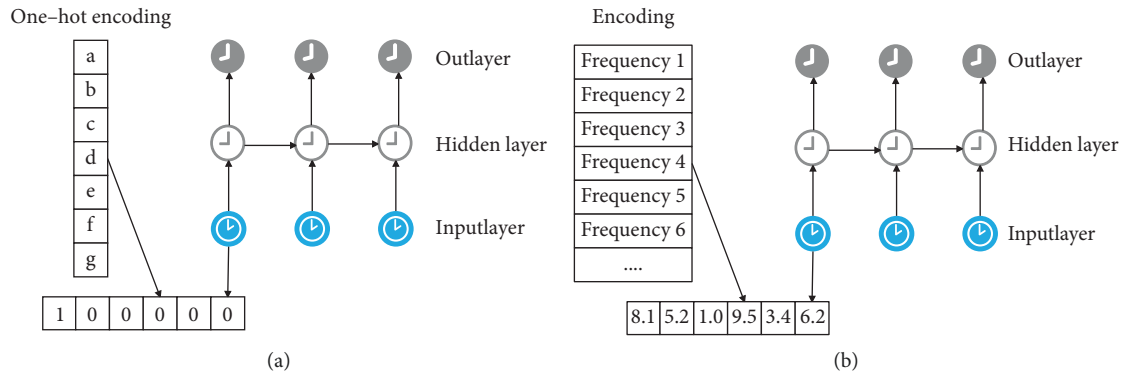 One–hot encoding
a
b
c
d
e
f
g
1 0 0 0 0 0
Outlayer
Hidden layer
Inputlayer
(a)
Encoding
Frequency 1
Frequency 2
Frequency 3
Frequency 4
Frequency 5
Frequency 6
....
8.1 5.2 1.0 9.5 3.4 6.2
Outlayer
Hidden layer
Inputlayer
(b)